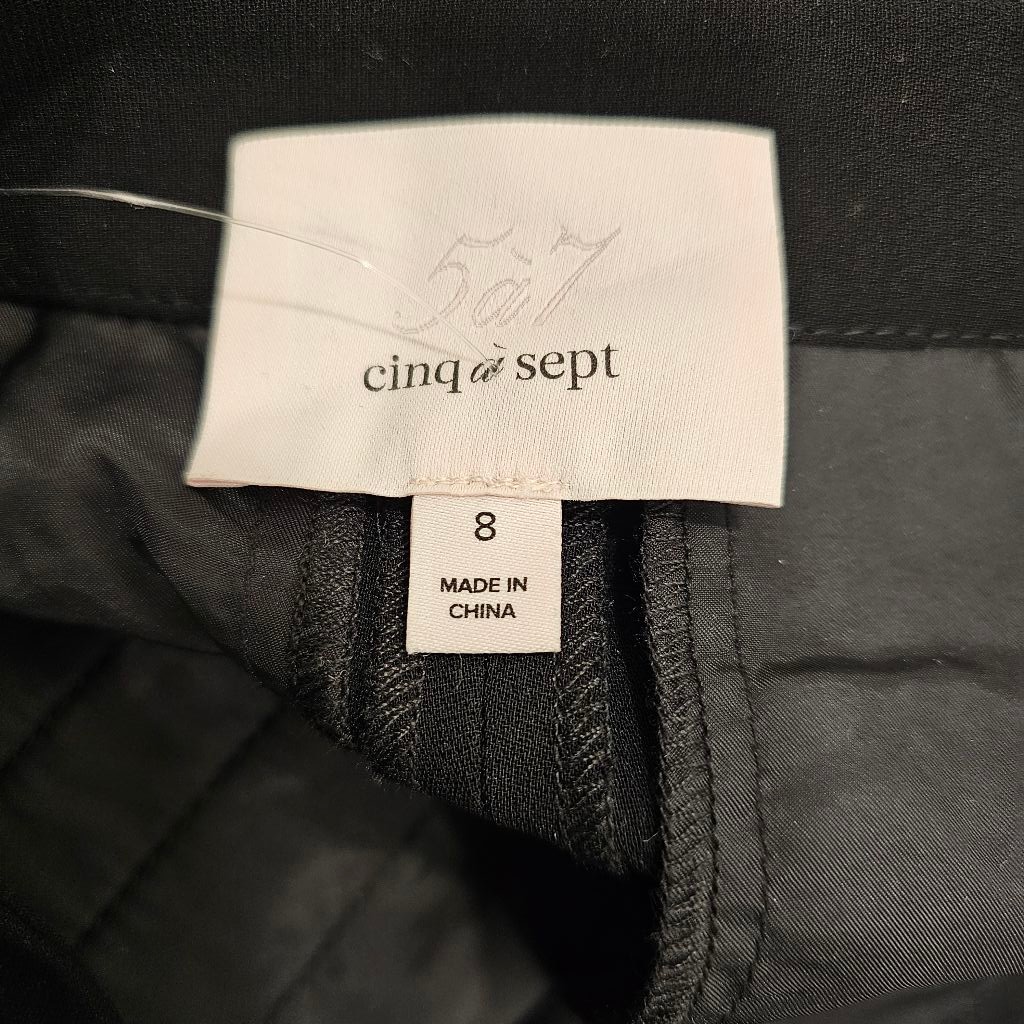 5à7
cinq à sept
8
MADE IN
CHINA